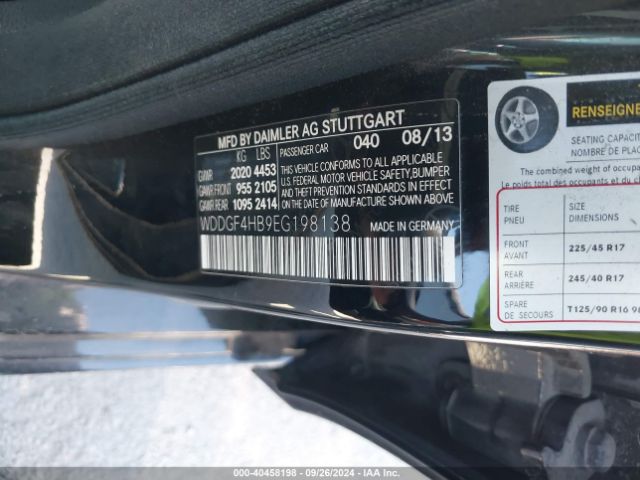 MFD BY DAIMLER AG STUTTGART
KG LBS PASSENGER CAR 040 08/13
GVWR 2020 4453
GAWR FRONT 955 2105
GAWR REAR 1095 2414
THIS VEHICLE CONFORMS TO ALL APPLICABLE
U.S. FEDERAL MOTOR VEHICLE SAFETY, BUMPER
AND THEFT PREVENTION STANDARDS IN EFFECT
ON THE DATE OF MANUFACTURE SHOWN ABOVE.
WDDGF4HB9EG198138 MADE IN GERMANY
SEATING CAPACI
NOMBRE DE PLA
The combined weight of
Le poids total des occupants et du
TIRE SIZE
PNEU DIMENSIONS
FRONT 225/45 R17
AVANT
REAR 245/40 R17
ARRIÈRE
SPARE T125/90 R16
DE SECOURS
000-40458198 - 09/26/2024 - IAA Inc.